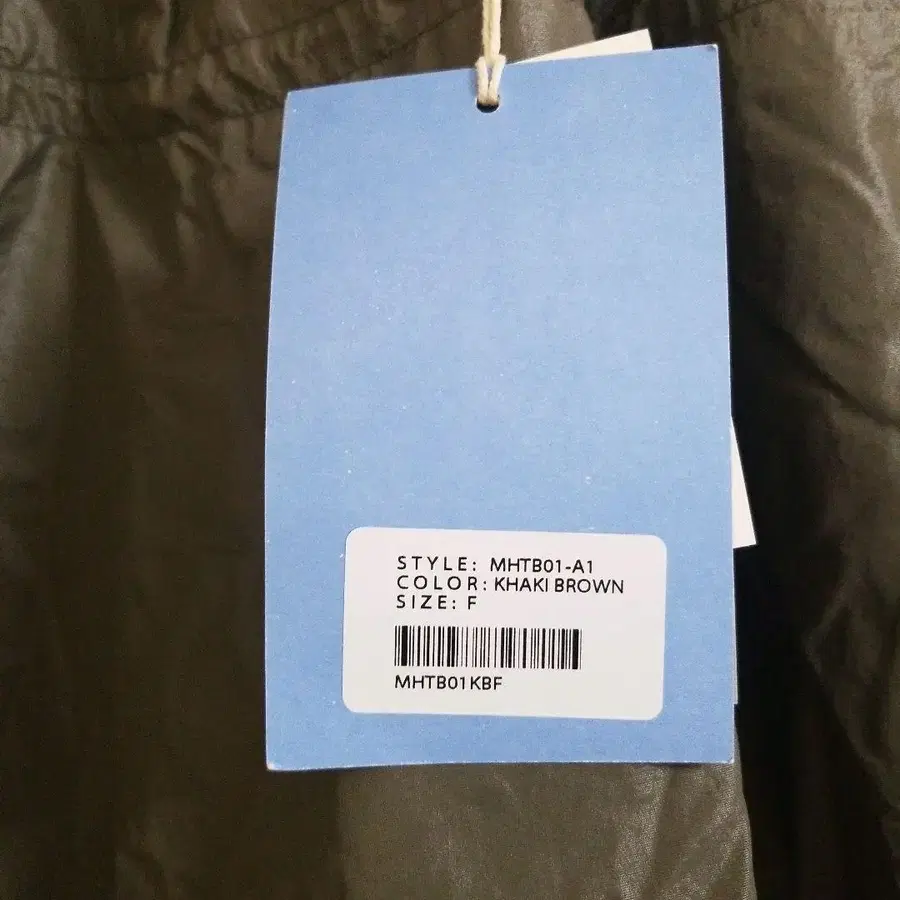 STYLE: MHTB01-A1
COLOR: KHAKI BROWN
SIZE: F
MHTB01KBF